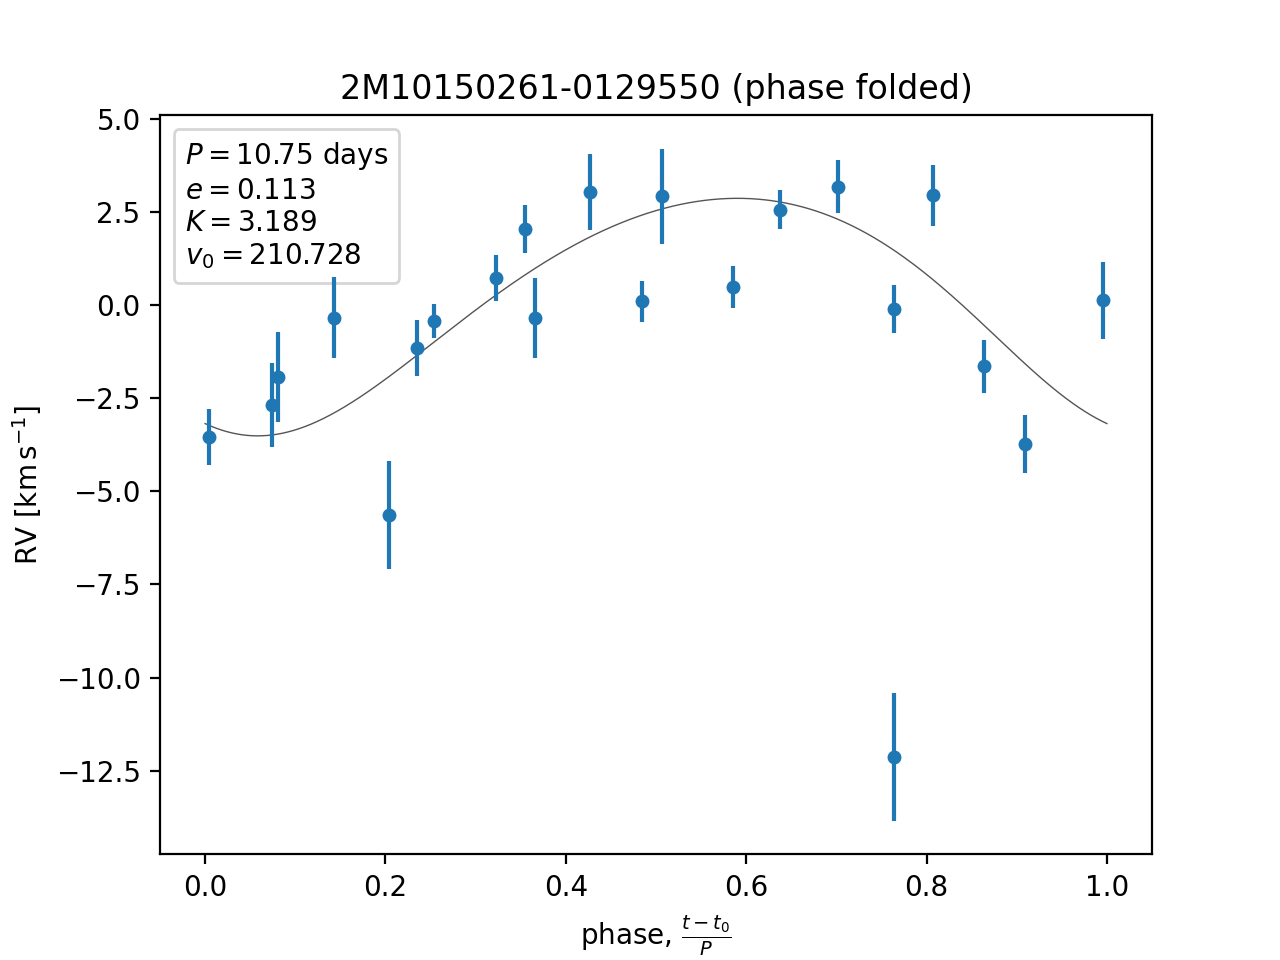 2M10150261-0129550 (phase folded)
P = 10.75 days
e = 0.113
K = 3.189
v₀ = 210.728
5.0
2.5
0.0
−2.5
−5.0
−7.5
−10.0
−12.5
RV [km s⁻¹]
0.0 0.2 0.4 0.6 0.8 1.0
phase, (t − t₀)/P